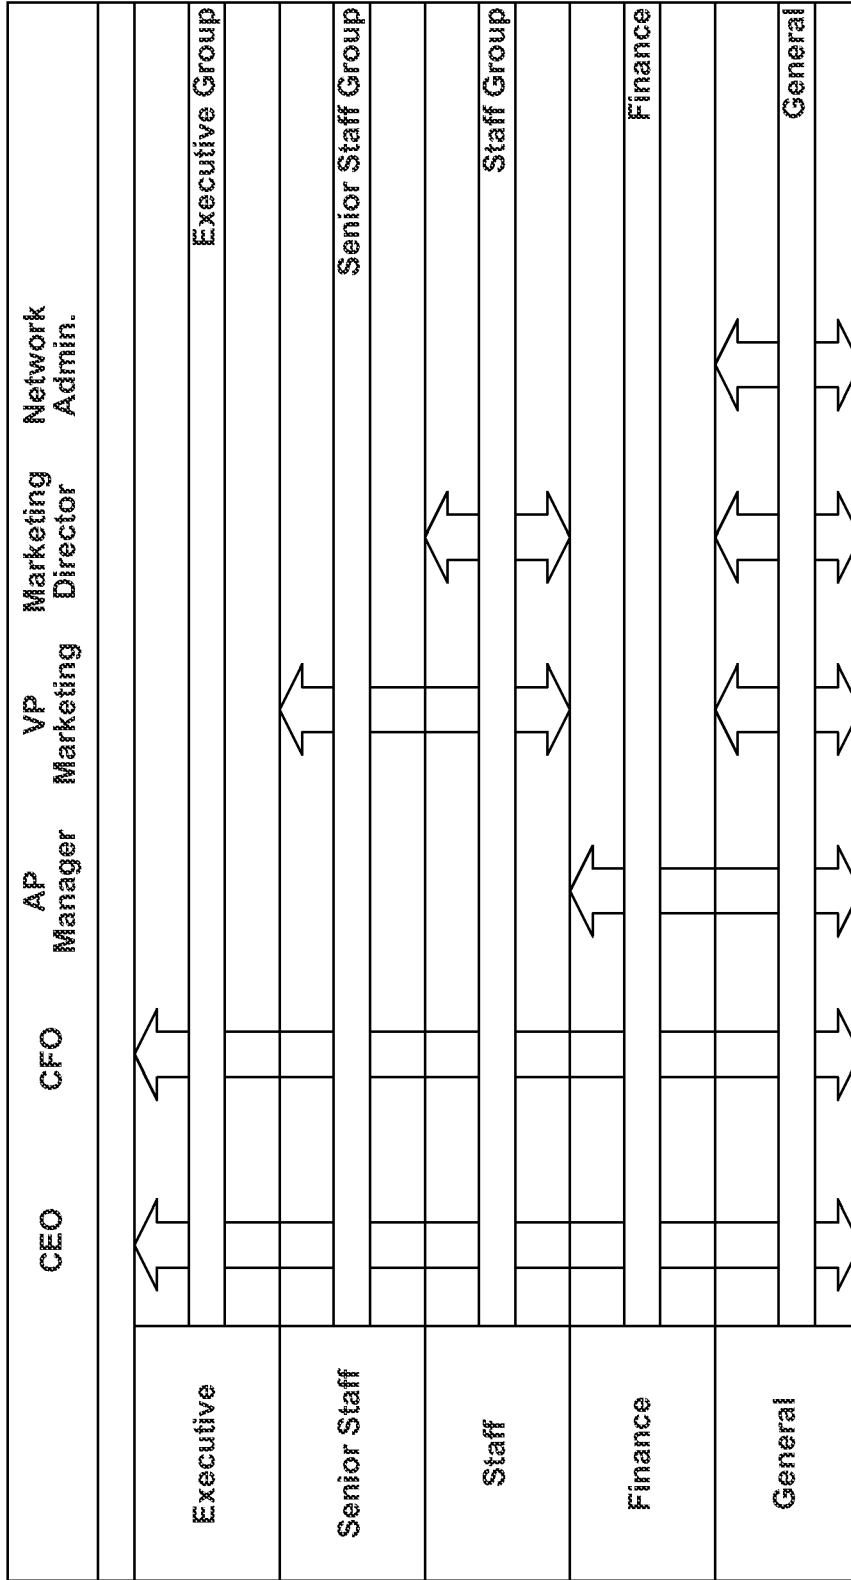 CEO
CFO
AP
Manager
VP
Marketing
Marketing
Director
Network
Admin.
Executive
Executive Group
Senior Staff
Senior Staff Group
Staff
Staff Group
Finance
Finance
General
General